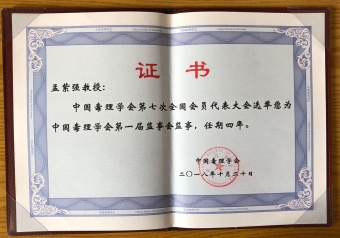 证书
孟紫强教授：
中国毒理学会第七次全国会员代表大会选举您为
中国毒理学会第一届监事会监事，任期四年。
中国毒理学会
二〇一八年十月二十日